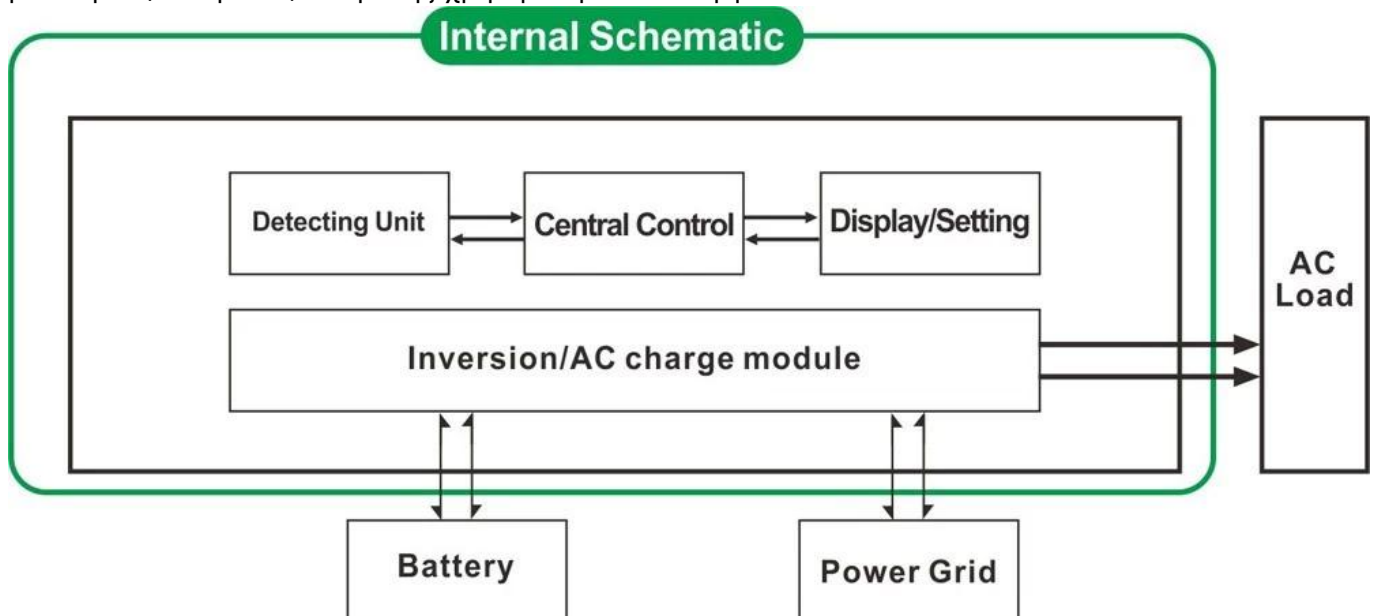 Internal Schematic
Detecting Unit
Central Control
Display/Setting
AC
Load
Inversion/AC charge module
Battery
Power Grid